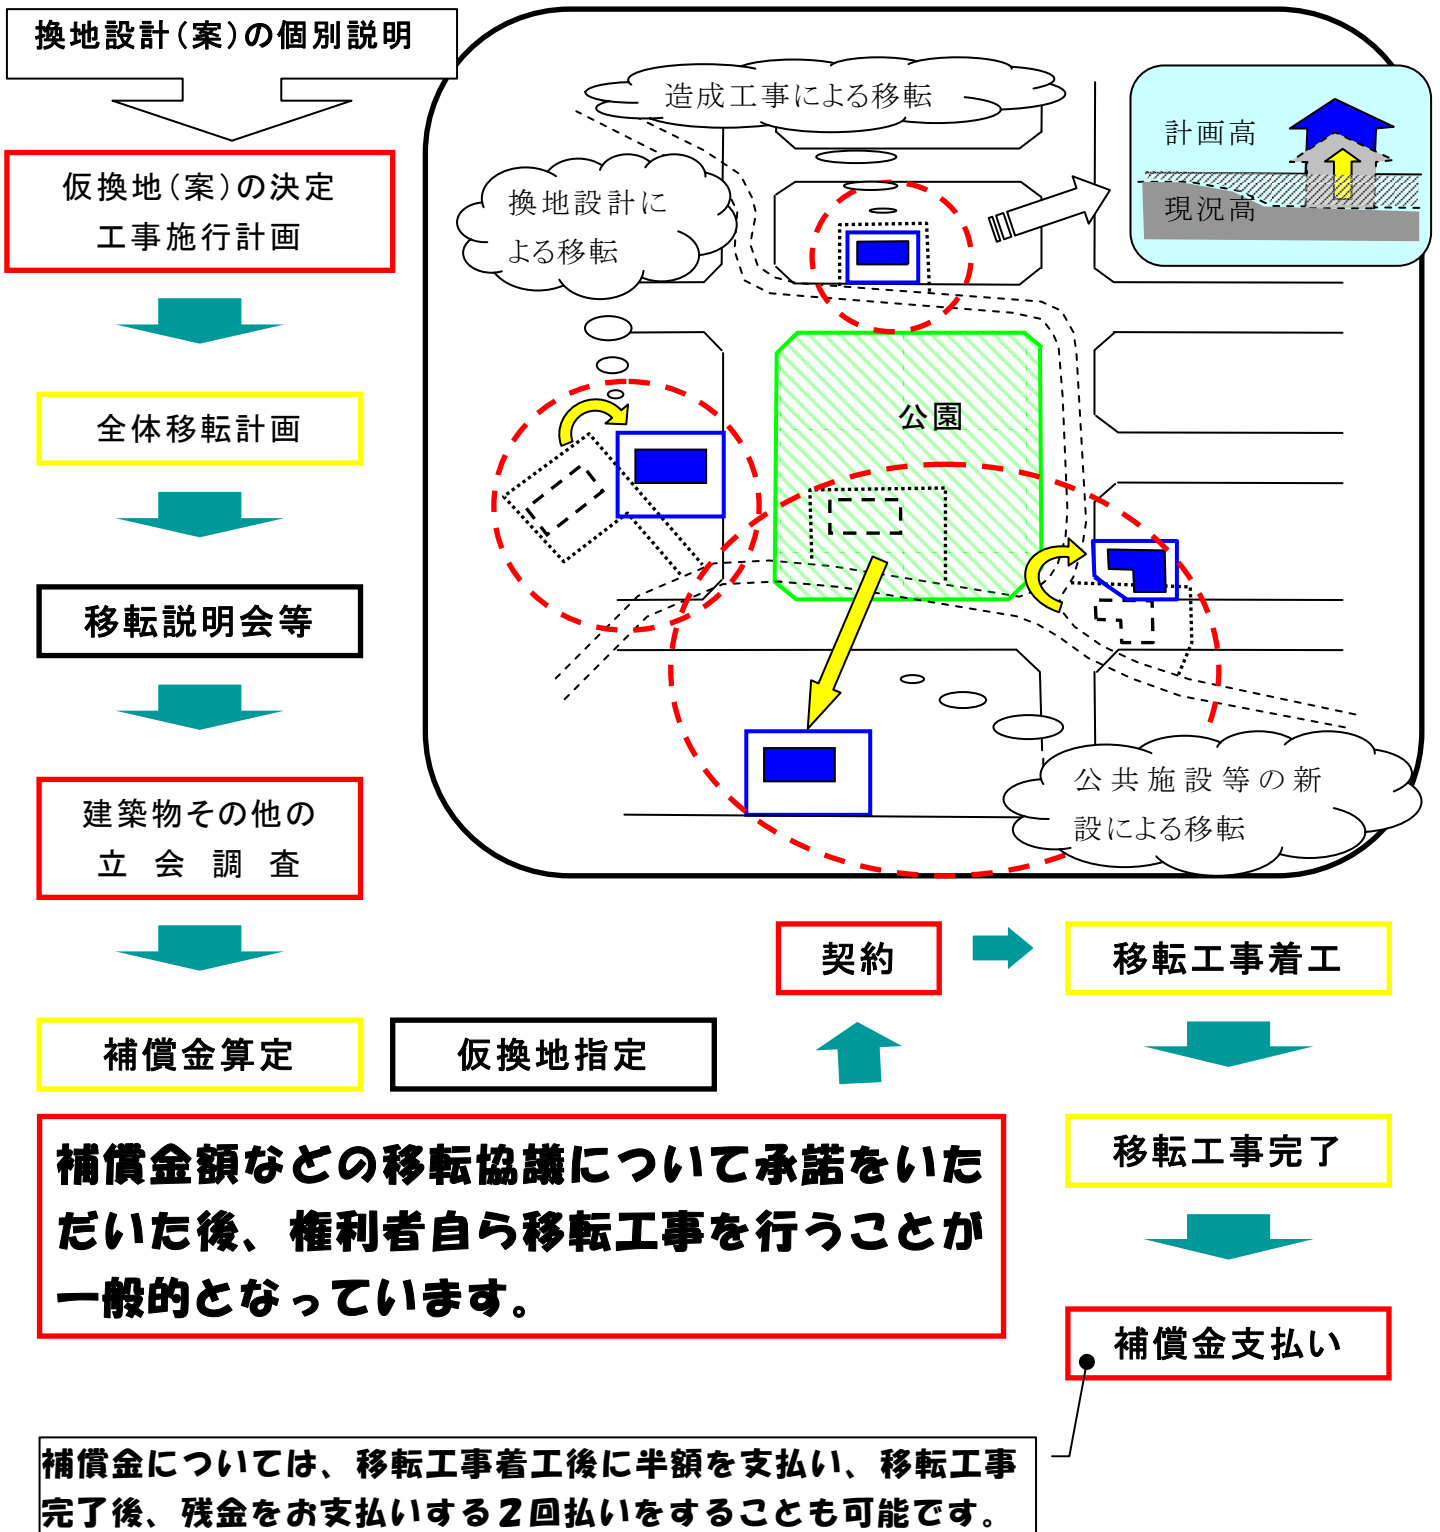 換地設計(案)の個別説明
仮換地(案)の決定
工事施行計画
全体移転計画
移転説明会等
建築物その他の
立会調査
補償金算定
仮換地指定
造成工事による移転
換地設計に
よる移転
計画高
現況高
公園
公共施設等の新
設による移転
契約
移転工事着工
移転工事完了
補償金支払い
補償金額などの移転協議について承諾をいた
だいた後、権利者自ら移転工事を行うことが
一般的となっています。
補償金については、移転工事着工後に半額を支払い、移転工事
完了後、残金をお支払いする2回払いをすることも可能です。